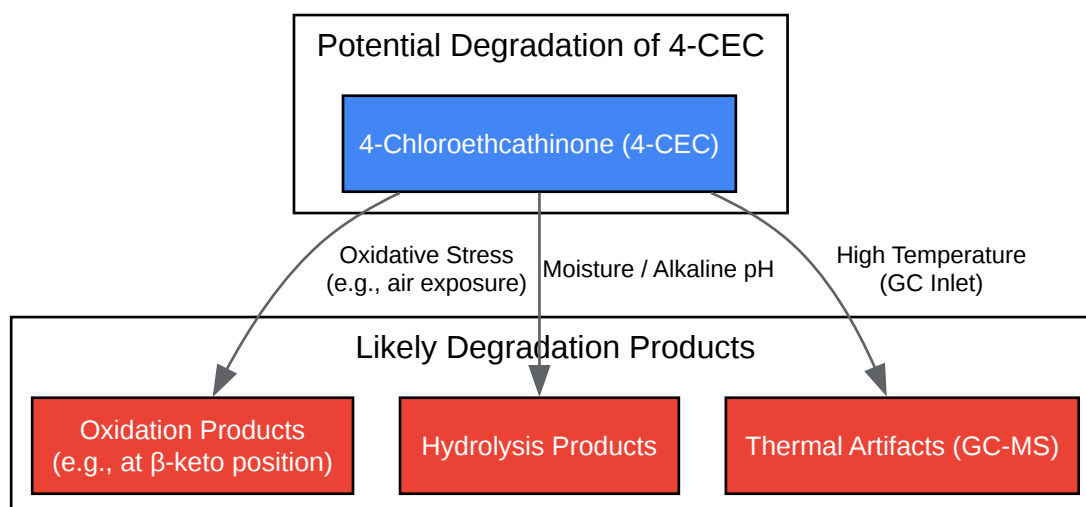 Potential Degradation of 4-CEC
4-Chloroethcathinone (4-CEC)
Oxidative Stress
(e.g., air exposure)
Moisture / Alkaline pH
High Temperature
(GC Inlet)
Likely Degradation Products
Oxidation Products
(e.g., at β-keto position)
Hydrolysis Products
Thermal Artifacts (GC-MS)